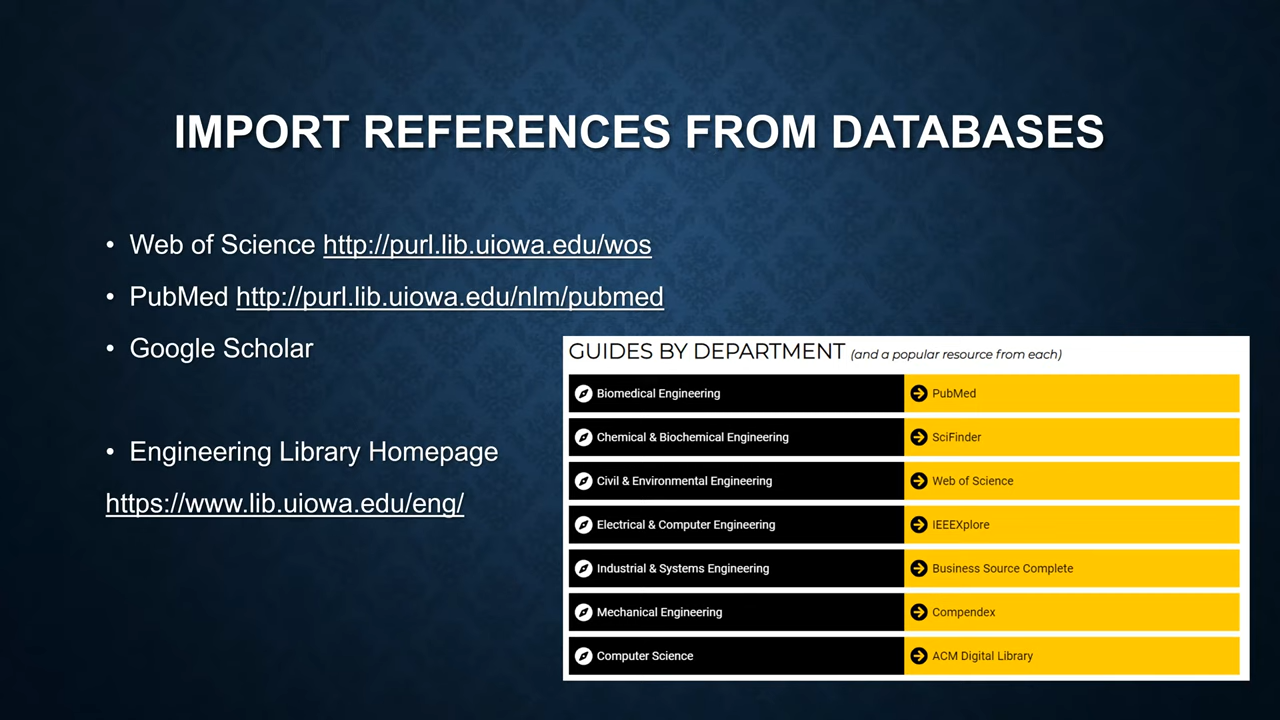 IMPORT REFERENCES FROM DATABASES
• Web of Science http://purl.lib.uiowa.edu/wos
• PubMed http://purl.lib.uiowa.edu/nlm/pubmed
• Google Scholar
• Engineering Library Homepage
https://www.lib.uiowa.edu/eng/
GUIDES BY DEPARTMENT (and a popular resource from each)
Biomedical Engineering PubMed
Chemical & Biochemical Engineering SciFinder
Civil & Environmental Engineering Web of Science
Electrical & Computer Engineering IEEEXplore
Industrial & Systems Engineering Business Source Complete
Mechanical Engineering Compendex
Computer Science ACM Digital Library